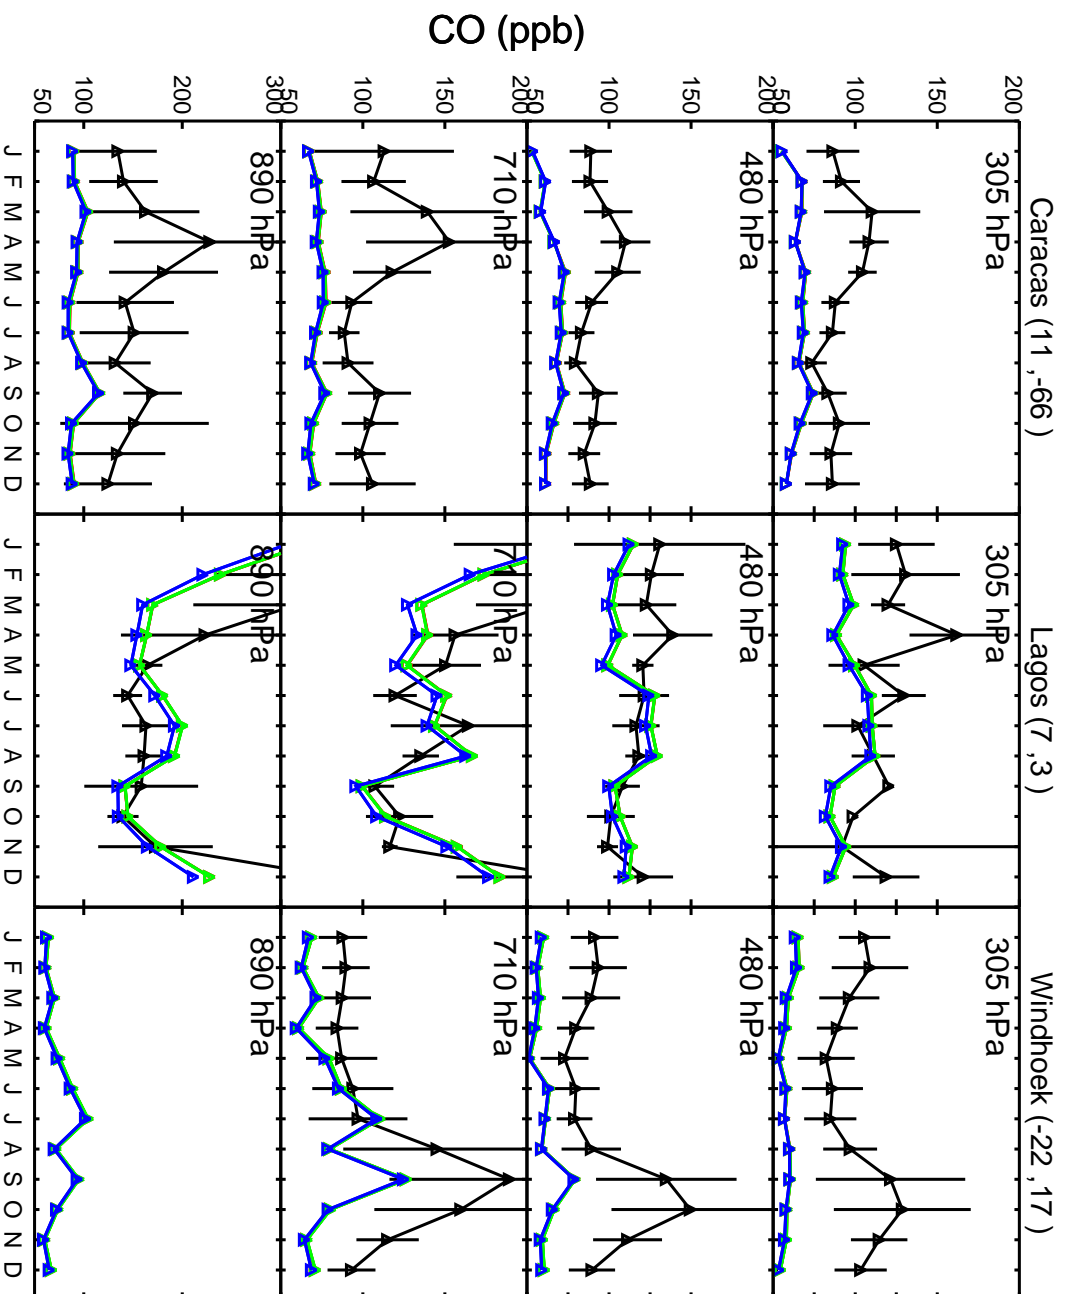 CO (ppb)
Caracas (11 ,-66 )
Lagos (7 ,3 )
Windhoek (-22 ,17 )
200
150
100
50
305 hPa
305 hPa
305 hPa
200
150
100
50
480 hPa
480 hPa
480 hPa
200
150
100
50
710 hPa
710 hPa
710 hPa
300
200
100
50
890 hPa
890 hPa
890 hPa
J F M A M J J A S O N D
J F M A M J J A S O N D
J F M A M J J A S O N D